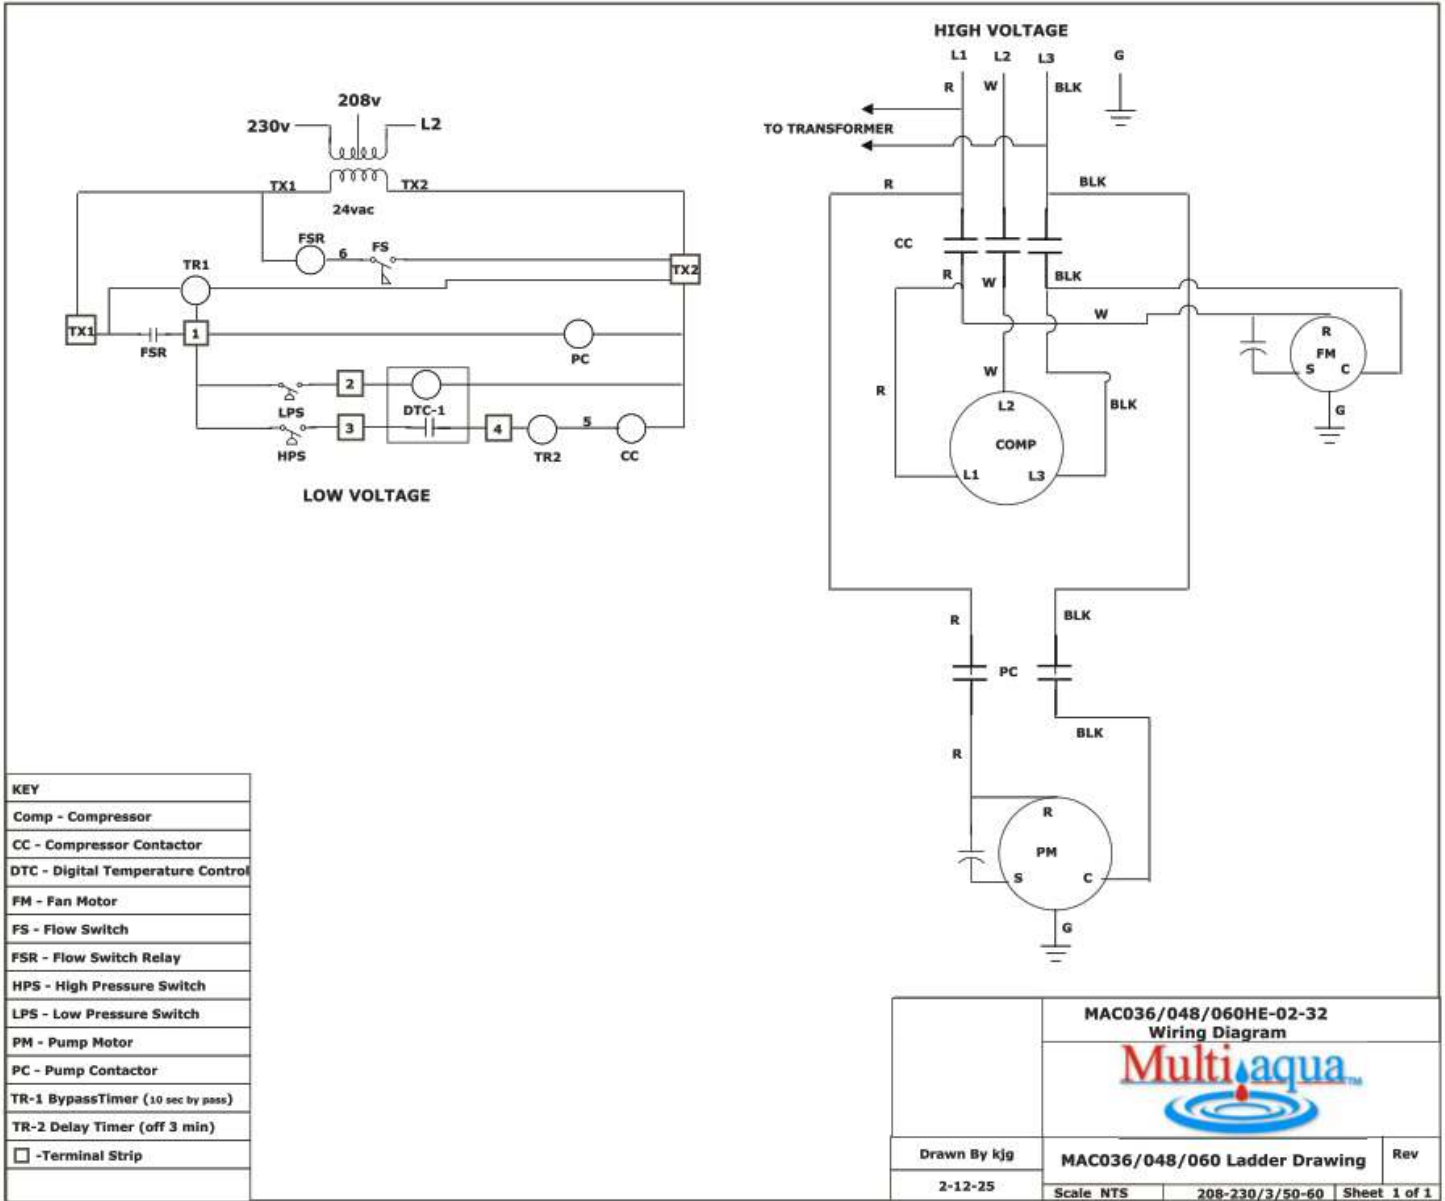 HIGH VOLTAGE
L1 L2 L3 G
R W BLK
208v
230v L2
TO TRANSFORMER
TX1 TX2
24vac
R BLK
FSR 6 FS
CC
TR1 TX2
R W BLK
TX1 FSR 1 PC
W
R
FM
S C
G
2
LPS DTC-1
3 4 5
HPS TR2 CC
R W BLK
L2
COMP
L1 L3
LOW VOLTAGE
R BLK
PC
BLK
R
R
PM
S C
G
KEY
Comp - Compressor
CC - Compressor Contactor
DTC - Digital Temperature Control
FM - Fan Motor
FS - Flow Switch
FSR - Flow Switch Relay
HPS - High Pressure Switch
LPS - Low Pressure Switch
PM - Pump Motor
PC - Pump Contactor
TR-1 BypassTimer (10 sec by pass)
TR-2 Delay Timer (off 3 min)
-Terminal Strip
MAC036/048/060HE-02-32
Wiring Diagram
Multiaqua TM
Drawn By kjg
2-12-25
MAC036/048/060 Ladder Drawing
Rev
Scale NTS 208-230/3/50-60 Sheet 1 of 1